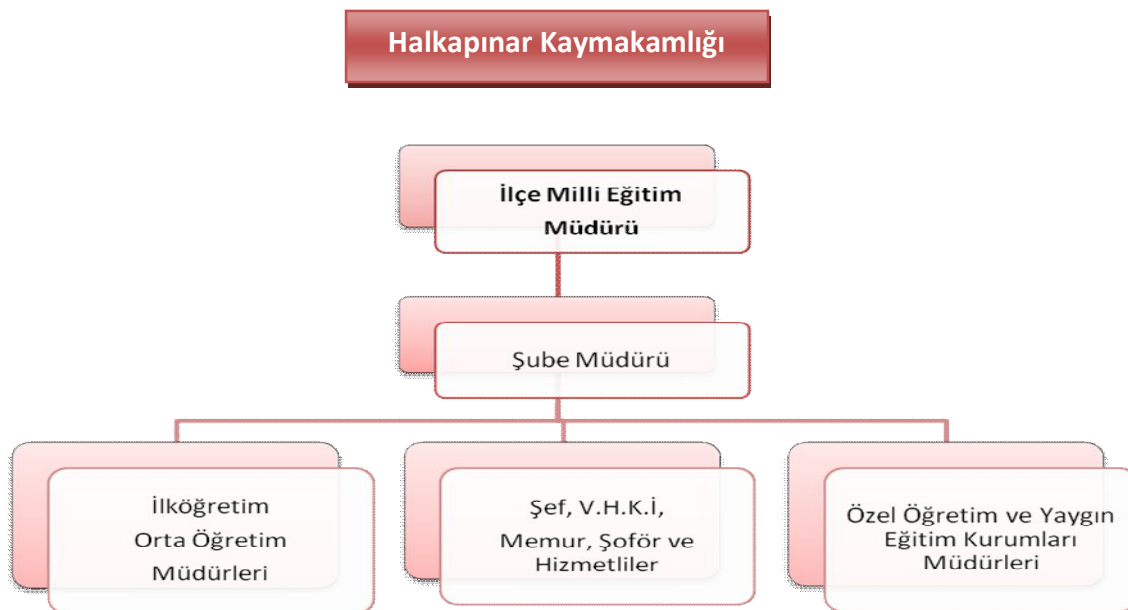 Halkapınar Kaymakamlığı
İlçe Milli Eğitim
Müdürü
Şube Müdürü
İlköğretim
Orta Öğretim
Müdürleri
Şef, V.H.K.İ,
Memur, Şoför ve
Hizmetliler
Özel Öğretim ve Yaygın
Eğitim Kurumları
Müdürleri